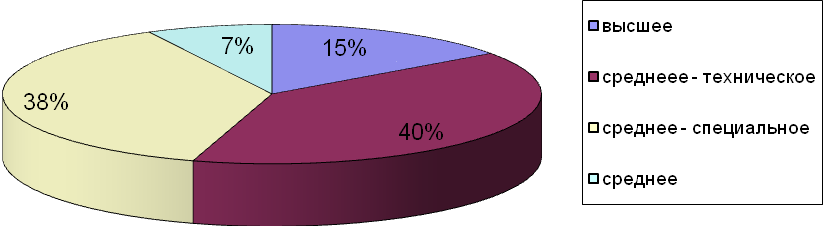 7%
15%
38%
40%
высшее
среднеее - техническое
среднее - специальное
среднее